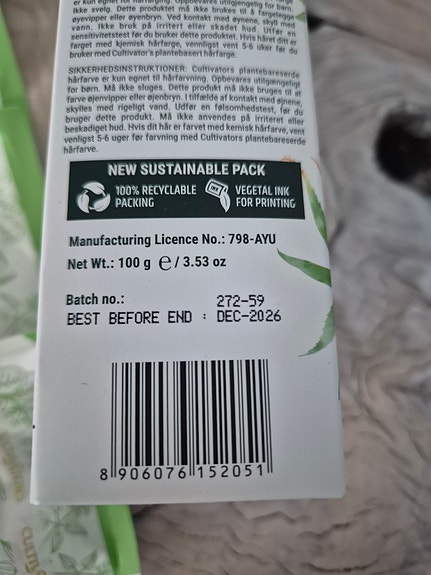 er kun egnet til hårfarging. Oppbevares utilgjengelig for barn.
ikke svelg. Dette produktet må ikke brukes til å fargelegge
øyevipper eller øyenbryn. Ved kontakt med øynene, skyll med
vann. Ikke bruk på irritert eller skadet hud. Utfør en
sensitivitetstest før du bruker dette produktet. Hvis håret ditt er
farget med kjemisk hårfarge, vennligst vent 5-6 uker før du
bruker Cultivator's plantebasert hårfarge.
SIKKERHEDSINSTRUKTIONER: Cultivators plantebaserede
hårfarve er kun egnet til hårfarvning. Opbevares utilgængeligt
for børn. Må ikke sluges. Dette produkt må ikke bruges til at
farve øjenvipper eller øjenbryn. I tilfælde af kontakt med øjnene,
skylles med rigeligt vand. Udfør en følsomhedstest, før du
bruger dette produkt. Må ikke anvendes på irriteret eller
beskadiget hud. Hvis dit hår er farvet med kemisk hårfarve, vent
venligst 5-6 uger før farvning med Cultivators plantebaserede
hårfarve.
NEW SUSTAINABLE PACK
100% RECYCLABLE
PACKING
INK
VEGETAL INK
FOR PRINTING
Manufacturing Licence No.: 798-AYU
Net Wt.: 100 g ℮ / 3.53 oz
Batch no.: 272-59
BEST BEFORE END : DEC-2026
8 906076 152051